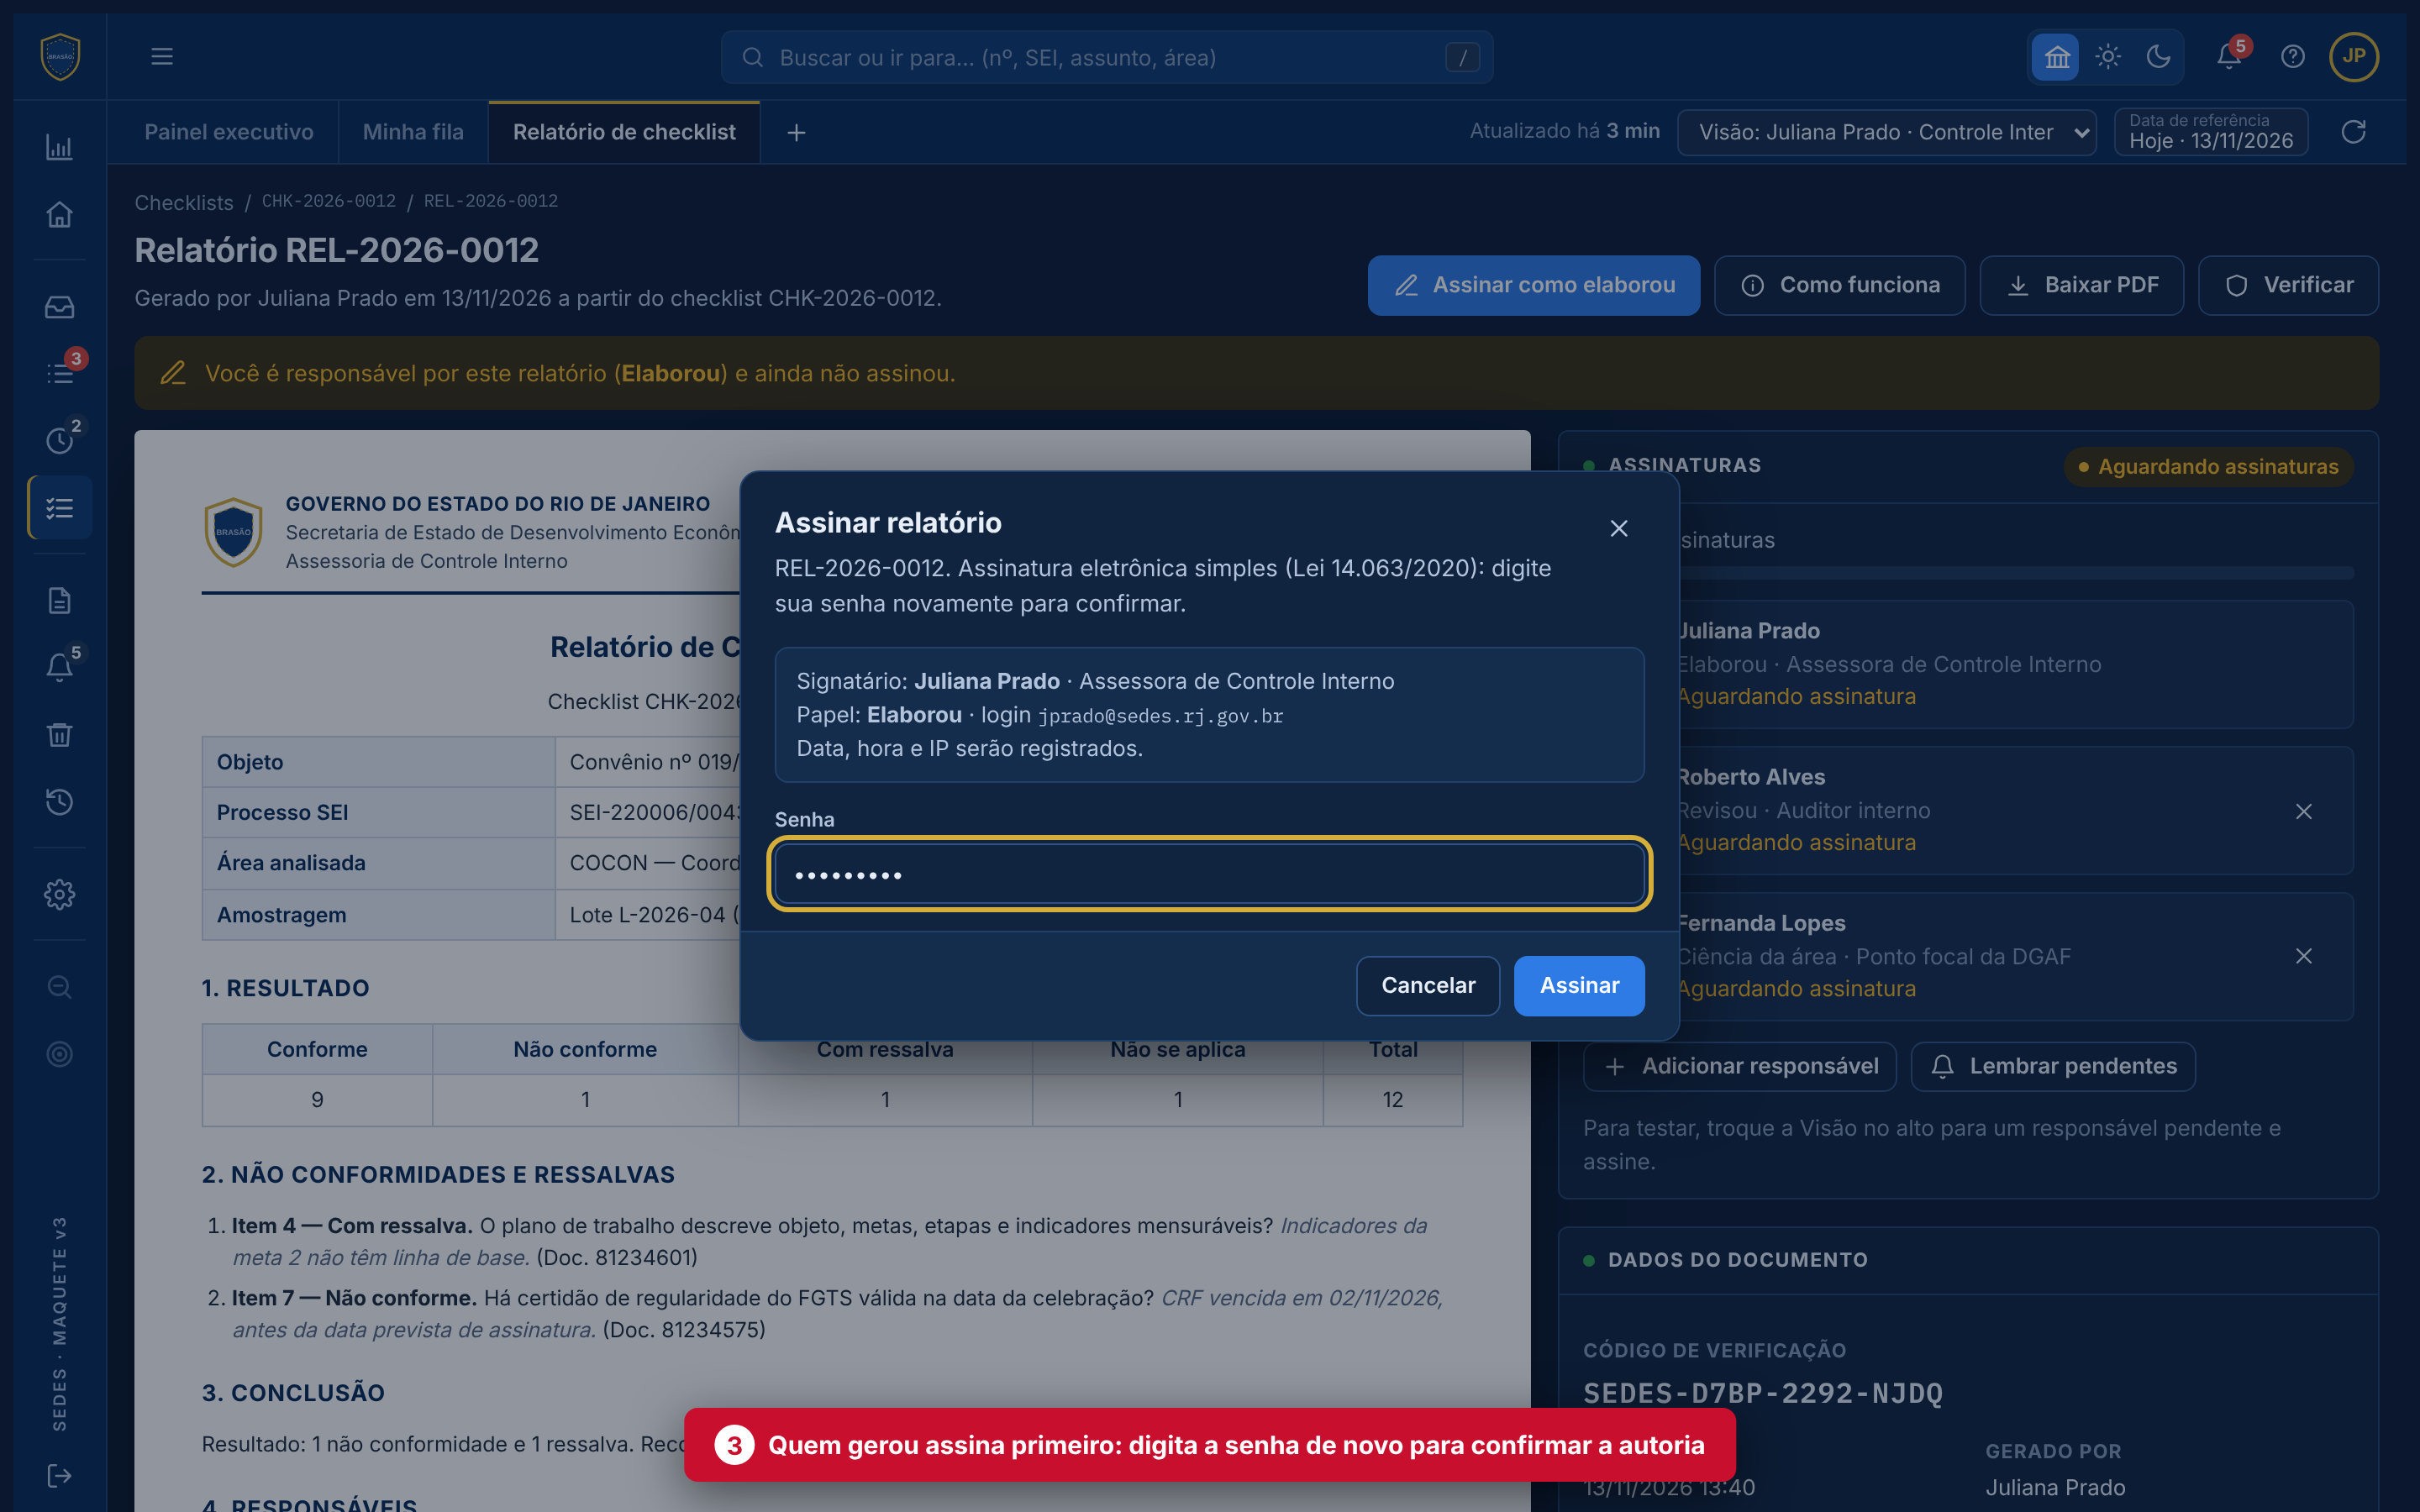 BRASÃO
Buscar ou ir para... (nº, SEI, assunto, área)
/
5
JP
Painel executivo
Minha fila
Relatório de checklist
Atualizado há 3 min
Visão: Juliana Prado · Controle Inter
Data de referência
Hoje · 13/11/2026
Checklists / CHK-2026-0012 / REL-2026-0012
Relatório REL-2026-0012
Gerado por Juliana Prado em 13/11/2026 a partir do checklist CHK-2026-0012.
Assinar como elaborou
Como funciona
Baixar PDF
Verificar
Você é responsável por este relatório (Elaborou) e ainda não assinou.
3
2
5
SEDES · MAQUETE v3
BRASÃO
GOVERNO DO ESTADO DO RIO DE JANEIRO
Secretaria de Estado de Desenvolvimento Econôn
Assessoria de Controle Interno
Relatório de C
Checklist CHK-2026
Objeto
Convênio nº 019/
Processo SEI
SEI-220006/0043
Área analisada
COCON — Coord
Amostragem
Lote L-2026-04 (
1. RESULTADO
Conforme
Não conforme
Com ressalva
Não se aplica
Total
9
1
1
1
12
2. NÃO CONFORMIDADES E RESSALVAS
1. Item 4 — Com ressalva. O plano de trabalho descreve objeto, metas, etapas e indicadores mensuráveis? Indicadores da
meta 2 não têm linha de base. (Doc. 81234601)
2. Item 7 — Não conforme. Há certidão de regularidade do FGTS válida na data da celebração? CRF vencida em 02/11/2026,
antes da data prevista de assinatura. (Doc. 81234575)
3. CONCLUSÃO
Resultado: 1 não conformidade e 1 ressalva. Reco
4. RESPONSÁVEIS
Assinar relatório
REL-2026-0012. Assinatura eletrônica simples (Lei 14.063/2020): digite
sua senha novamente para confirmar.
Signatário: Juliana Prado · Assessora de Controle Interno
Papel: Elaborou · login jprado@sedes.rj.gov.br
Data, hora e IP serão registrados.
Senha
•••••••••
Cancelar
Assinar
ASSINATURAS
Aguardando assinaturas
sinaturas
Juliana Prado
Elaborou · Assessora de Controle Interno
Aguardando assinatura
Roberto Alves
Revisou · Auditor interno
Aguardando assinatura
Fernanda Lopes
Ciência da área · Ponto focal da DGAF
Aguardando assinatura
Adicionar responsável
Lembrar pendentes
Para testar, troque a Visão no alto para um responsável pendente e
assine.
DADOS DO DOCUMENTO
CÓDIGO DE VERIFICAÇÃO
SEDES-D7BP-2292-NJDQ
GERADO POR
13/11/2026 13:40
Juliana Prado
3 Quem gerou assina primeiro: digita a senha de novo para confirmar a autoria